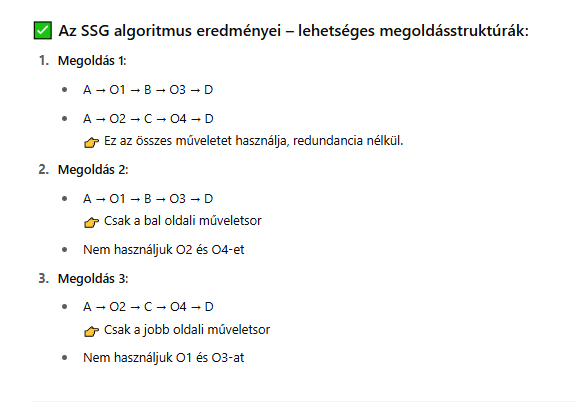 ✅ Az SSG algoritmus eredményei – lehetséges megoldásstruktúrák:
1. Megoldás 1:
• A → O1 → B → O3 → D
• A → O2 → C → O4 → D
👉 Ez az összes műveletet használja, redundancia nélkül.
2. Megoldás 2:
• A → O1 → B → O3 → D
👉 Csak a bal oldali műveletsor
• Nem használjuk O2 és O4-et
3. Megoldás 3:
• A → O2 → C → O4 → D
👉 Csak a jobb oldali műveletsor
• Nem használjuk O1 és O3-at